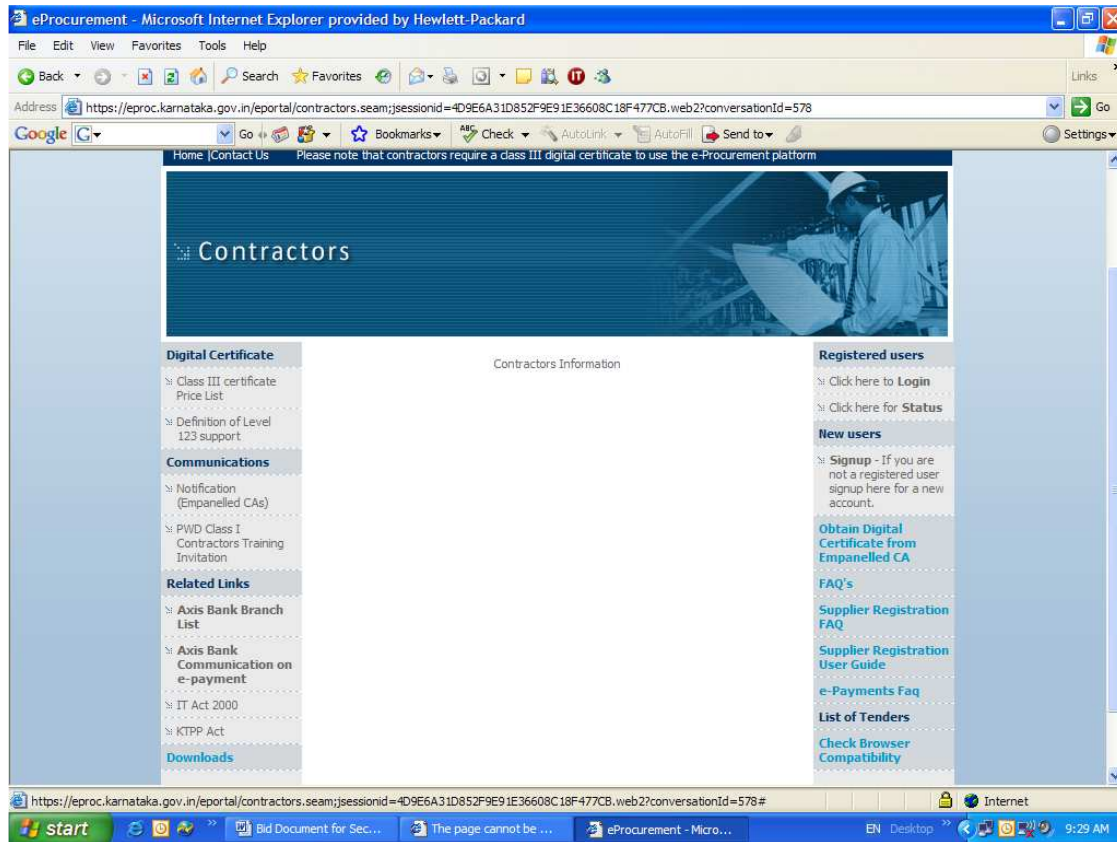 eProcurement - Microsoft Internet Explorer provided by Hewlett-Packard
File Edit View Favorites Tools Help
Back Search Favorites
Links
Address https://eproc.karnataka.gov.in/eportal/contractors.seam;jsessionid=4D9E6A31D852F9E91E36608C18F477CB.web2?conversationId=578 Go
Google G Go Bookmarks ABC Check AutoLink AutoFill Send to Settings
Home |Contact Us Please note that contractors require a class III digital certificate to use the e-Procurement platform
Contractors
Digital Certificate
Class III certificate
Price List
Definition of Level
123 support
Communications
Notification
(Empanelled CAs)
PWD Class I
Contractors Training
Invitation
Related Links
Axis Bank Branch
List
Axis Bank
Communication on
e-payment
IT Act 2000
KTPP Act
Downloads
Contractors Information
Registered users
Click here to Login
Click here for Status
New users
Signup - If you are
not a registered user
signup here for a new
account.
Obtain Digital
Certificate from
Empanelled CA
FAQ's
Supplier Registration
FAQ
Supplier Registration
User Guide
e-Payments Faq
List of Tenders
Check Browser
Compatibility
https://eproc.karnataka.gov.in/eportal/contractors.seam;jsessionid=4D9E6A31D852F9E91E36608C18F477CB.web2?conversationId=578# Internet
start Bid Document for Sec... The page cannot be ... eProcurement - Micro... EN Desktop 9:29 AM